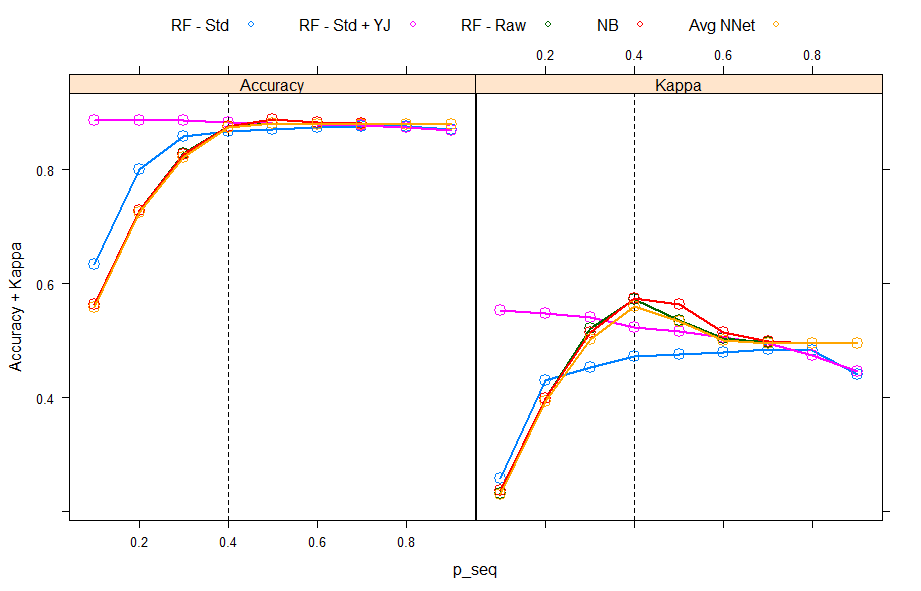 RF - Std RF - Std + YJ RF - Raw NB Avg NNet
0.2 0.4 0.6 0.8
Accuracy Kappa
0.8
0.6
0.4
Accuracy + Kappa
0.2 0.4 0.6 0.8
p_seq